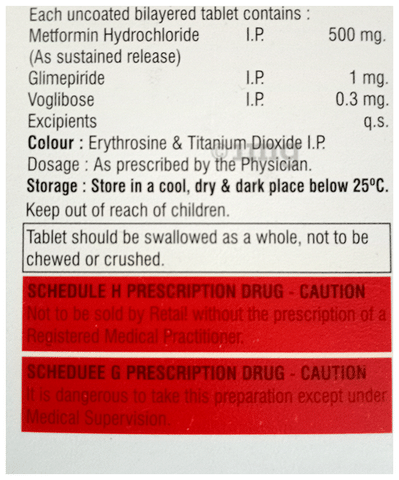 Each uncoated bilayered tablet contains :
Metformin Hydrochloride I.P. 500 mg.
(As sustained release)
Glimepiride I.P. 1 mg.
Voglibose I.P. 0.3 mg.
Excipients q.s.
Colour : Erythrosine & Titanium Dioxide I.P.
Dosage : As prescribed by the Physician.
Storage : Store in a cool, dry & dark place below 25ºC.
Keep out of reach of children.
Tablet should be swallowed as a whole, not to be
chewed or crushed.
SCHEDULE H PRESCRIPTION DRUG - CAUTION
Not to be sold by Retail without the prescription of a
Registered Medical Practitioner.
SCHEDUEE G PRESCRIPTION DRUG - CAUTION
It is dangerous to take this preparation except under
Medical Supervision.